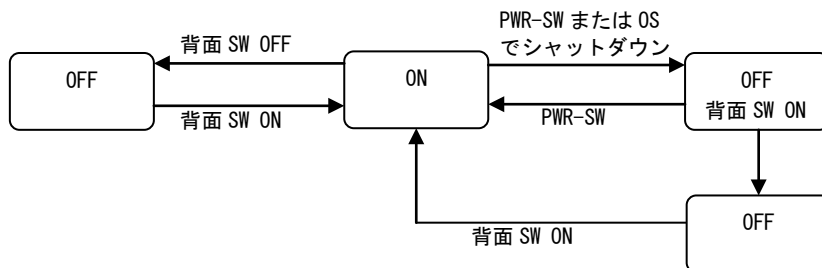 背面 SW OFF
PWR-SW または OS
でシャットダウン
OFF
ON
OFF
背面 SW ON
背面 SW ON
PWR-SW
OFF
背面 SW ON